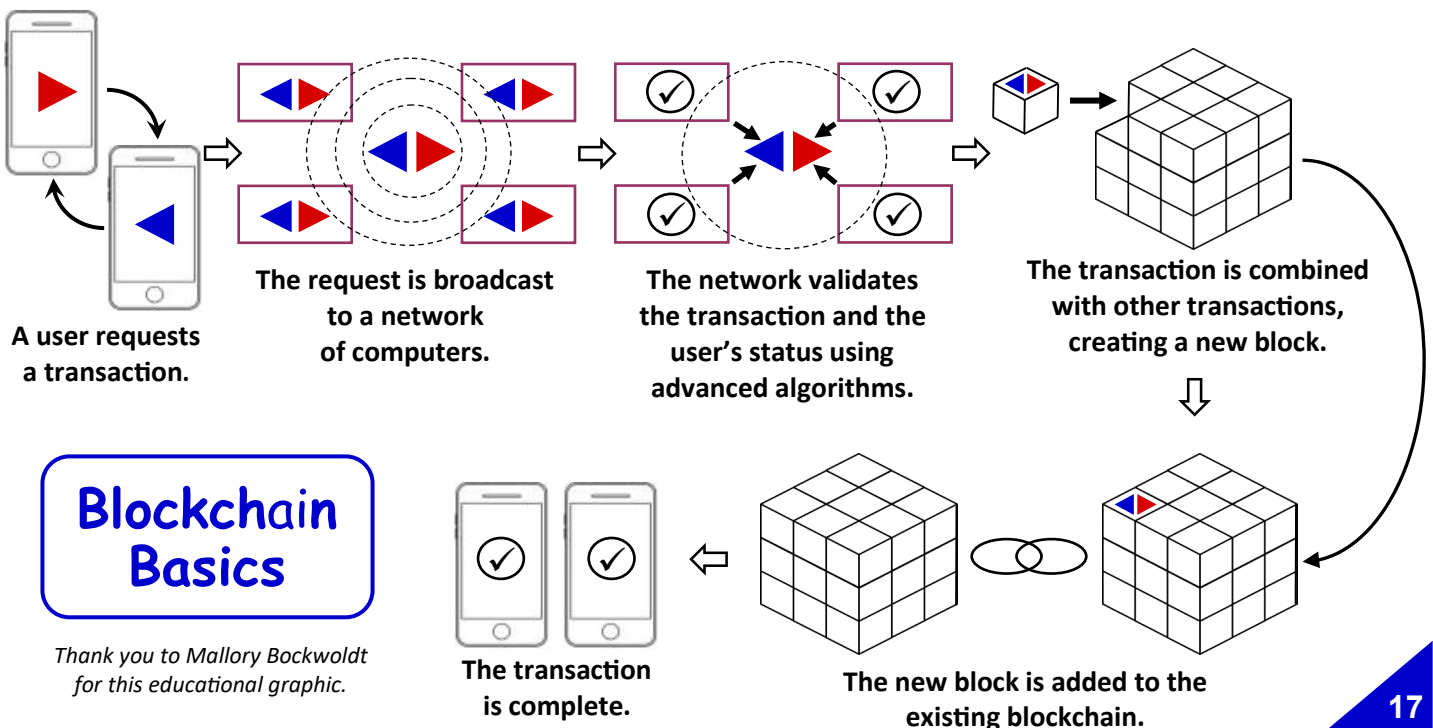 A user requests
a transaction.
The request is broadcast
to a network
of computers.
The network validates
the transaction and the
user’s status using
advanced algorithms.
The transaction is combined
with other transactions,
creating a new block.
The new block is added to the
existing blockchain.
The transaction
is complete.
Blockchain
Basics
Thank you to Mallory Bockwoldt
for this educational graphic.
17